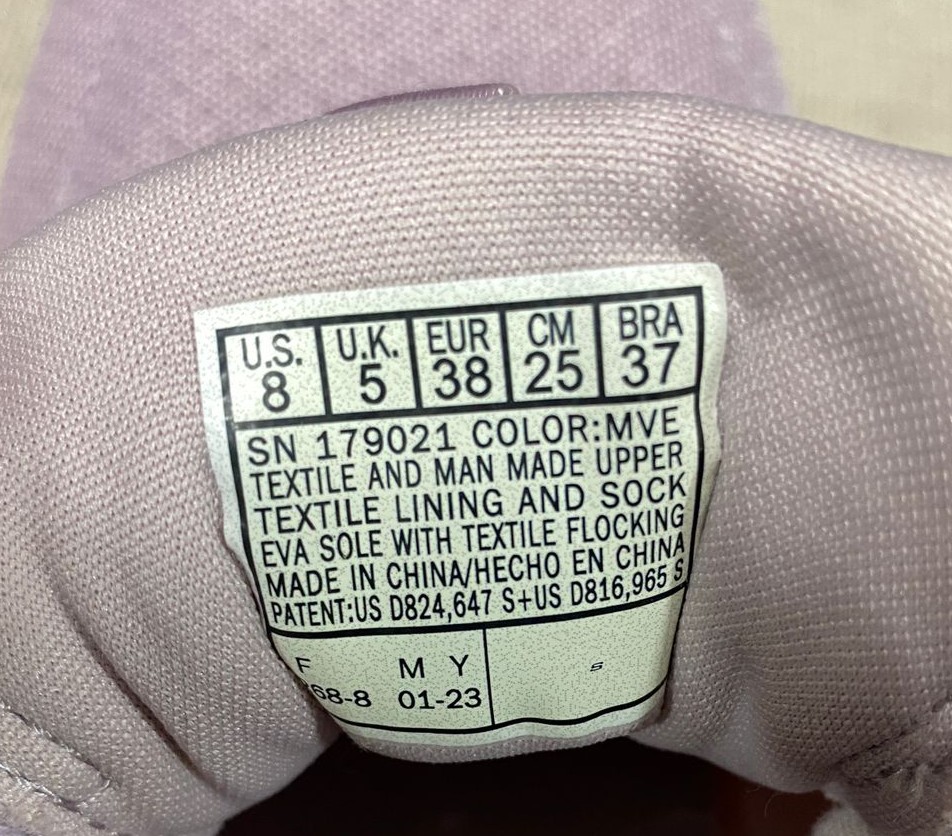 U.S. U.K. EUR CM BRA
8 5 38 25 37
SN 179021 COLOR:MVE
TEXTILE AND MAN MADE UPPER
TEXTILE LINING AND SOCK
EVA SOLE WITH TEXTILE FLOCKING
MADE IN CHINA/HECHO EN CHINA
PATENT:US D824,647 S+US D816,965 S
F M Y S
68-8 01-23